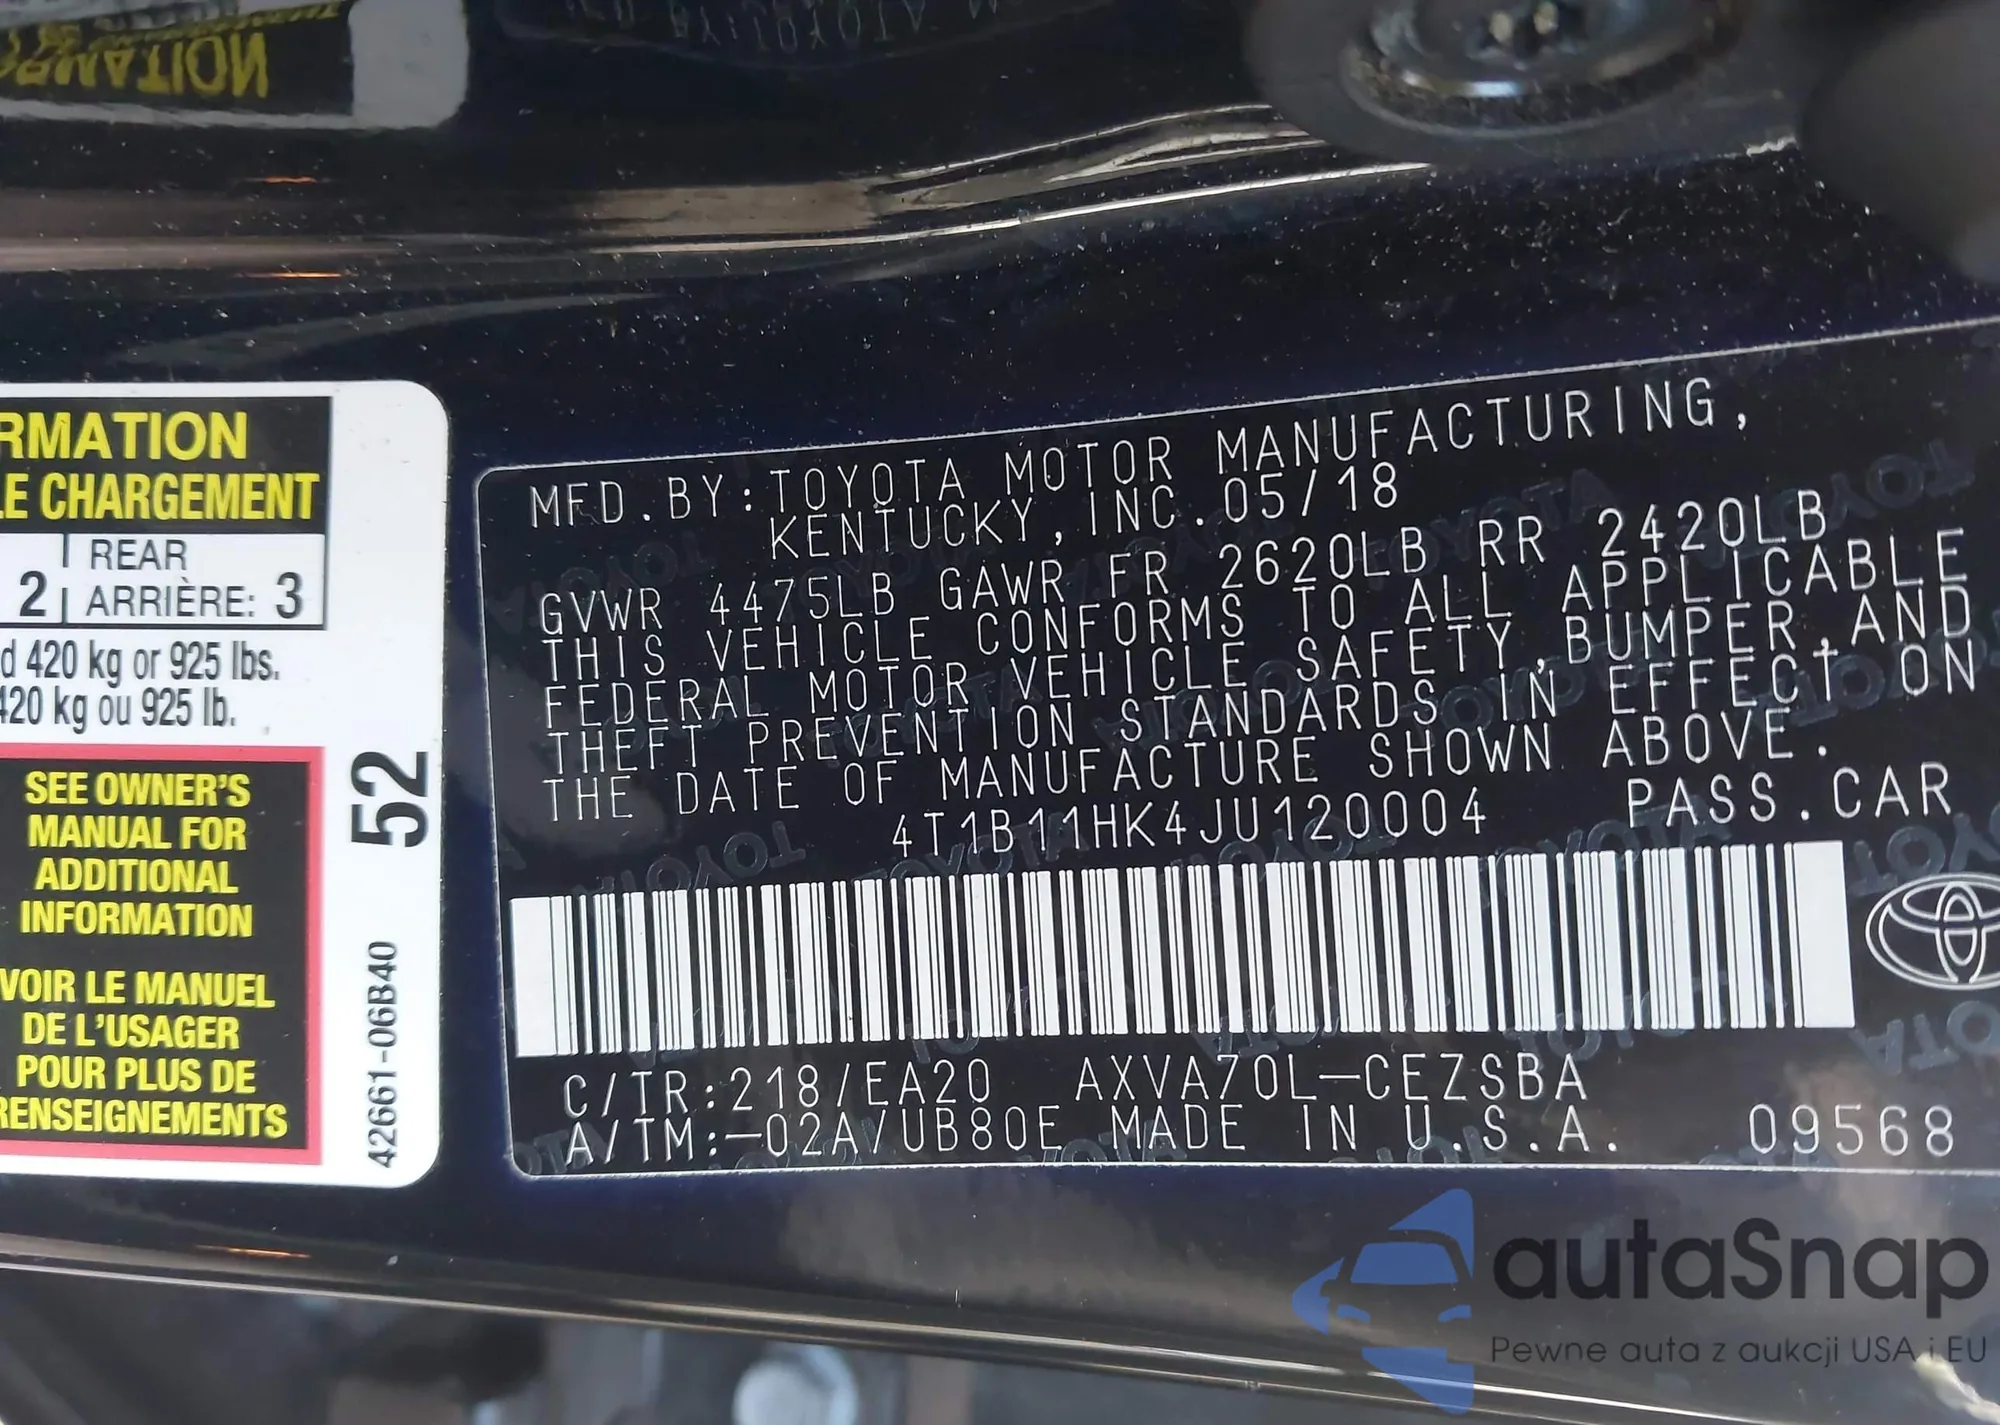 RMATION
LE CHARGEMENT
2 REAR
ARRIÈRE: 3
d 420 kg or 925 lbs.
420 kg ou 925 lb.
SEE OWNER'S
MANUAL FOR
ADDITIONAL
INFORMATION
VOIR LE MANUEL
DE L'USAGER
POUR PLUS DE
RENSEIGNEMENTS
52
42661-06B40
MFD.BY:TOYOTA MOTOR MANUFACTURING,
KENTUCKY,INC.05/18
GVWR 4475LB GAWR FR 2620LB RR 2420LB
THIS VEHICLE CONFORMS TO ALL APPLICABLE
FEDERAL MOTOR VEHICLE SAFETY,BUMPER,AND
THEFT PREVENTION STANDARDS IN EFFECT ON
THE DATE OF MANUFACTURE SHOWN ABOVE.
4T1B11HK4JU120004 PASS.CAR
C/TR:218/EA20 AXVA70L-CEZSBA
A/TM:-02A/UB80E MADE IN U.S.A. 09568
autaSnap
Pewne auta z aukcji USA i EU